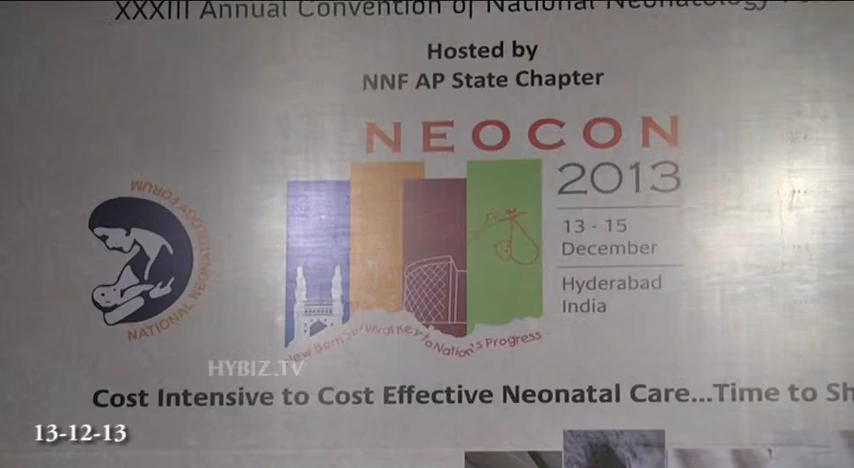 XXXIII Annual Convention of National Neonatology
Hosted by
NNF AP State Chapter
NEOCON
2013
13 - 15
December
Hyderabad
India
NATIONAL NEONATOLOGY FORUM
New Born Survival Key to Nation's Progress
HYBIZ.TV
Cost Intensive to Cost Effective Neonatal Care...Time to
13-12-13